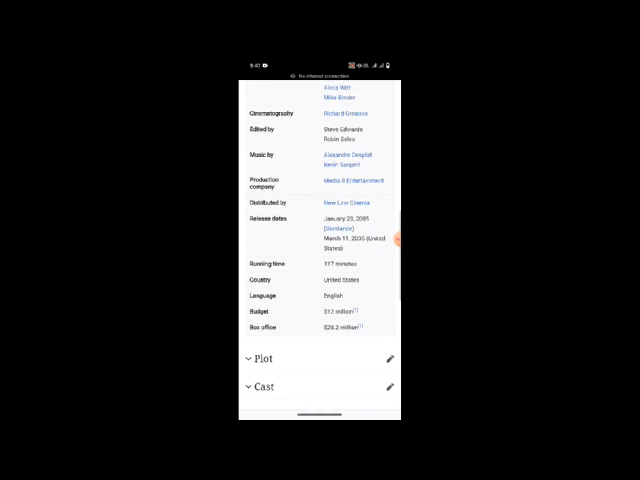 9:40
No internet connection
Alicia Witt
Mike Binder
Cinematography Richard Greatrex
Edited by Steve Edwards
Robin Sales
Music by Alexandre Desplat
Kevin Sargent
Production Media 8 Entertainment
company
Distributed by New Line Cinema
Release dates January 23, 2005
(Sundance)
March 11, 2005 (United
States)
Running time 117 minutes
Country United States
Language English
Budget $12 million[1]
Box office $28.2 million[1]
Plot
Cast